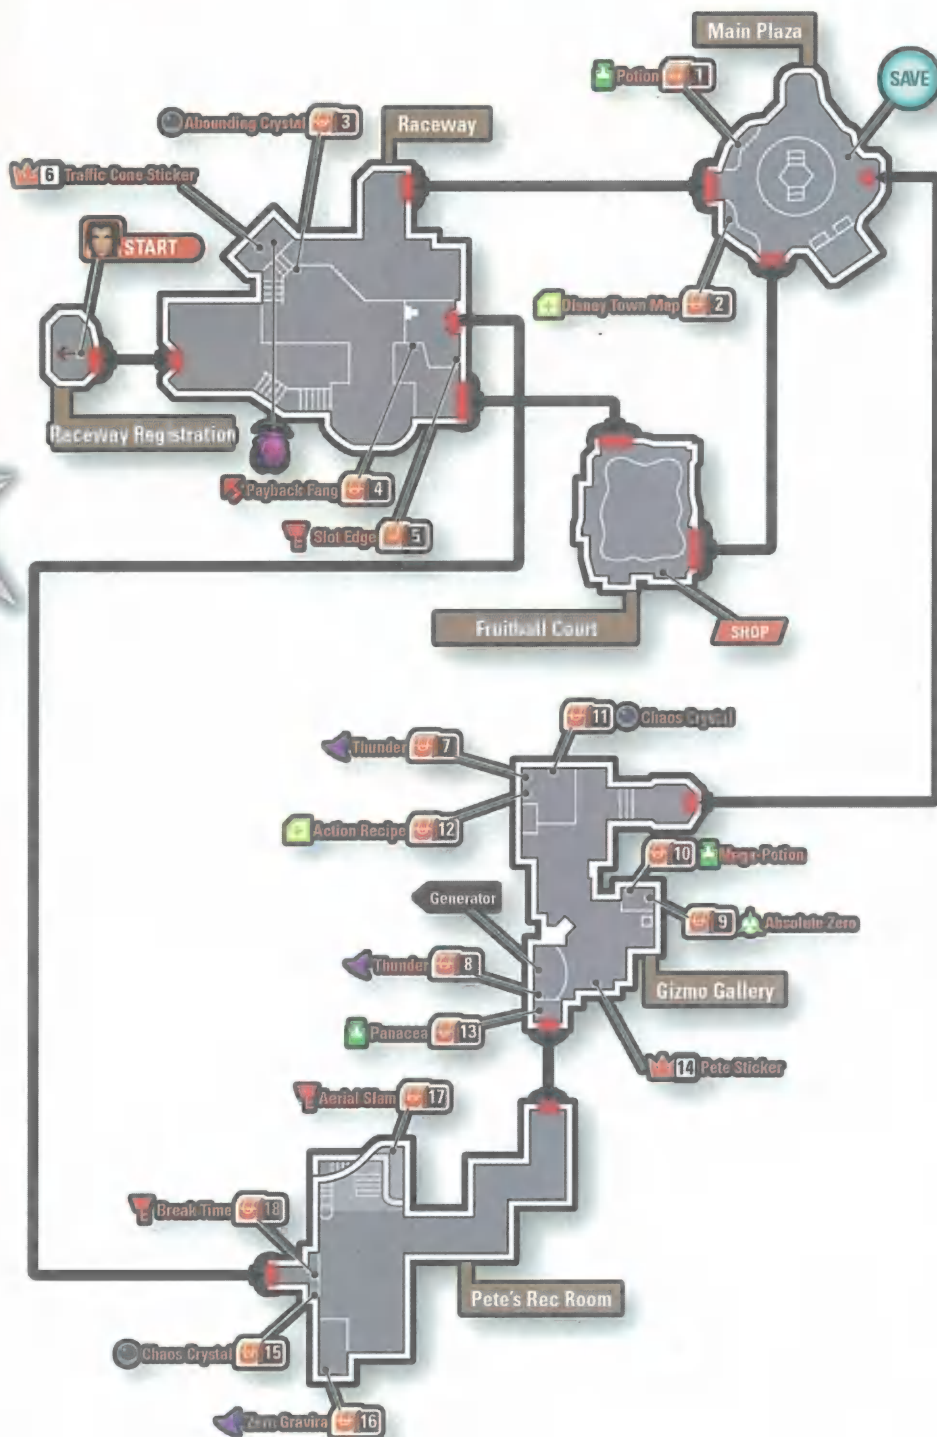 Main Plaza
Potion 1
SAVE
Abounding Crystal 3
Raceway
6 Traffic Cone Sticker
START
Disney Town Map 2
Raceway Registration
Payback Fang 4
Slot Edge 5
Fruitball Court
SHOP
11 Chaos Crystal
Thunder 7
Action Recipe 12
10 Mega-Potion
Generator
9 Absolute Zero
Thunder 8
Gizmo Gallery
Panacea 13
14 Pete Sticker
Aerial Slam 17
Break Time 18
Pete's Rec Room
Chaos Crystal 15
Zero Gravira 16